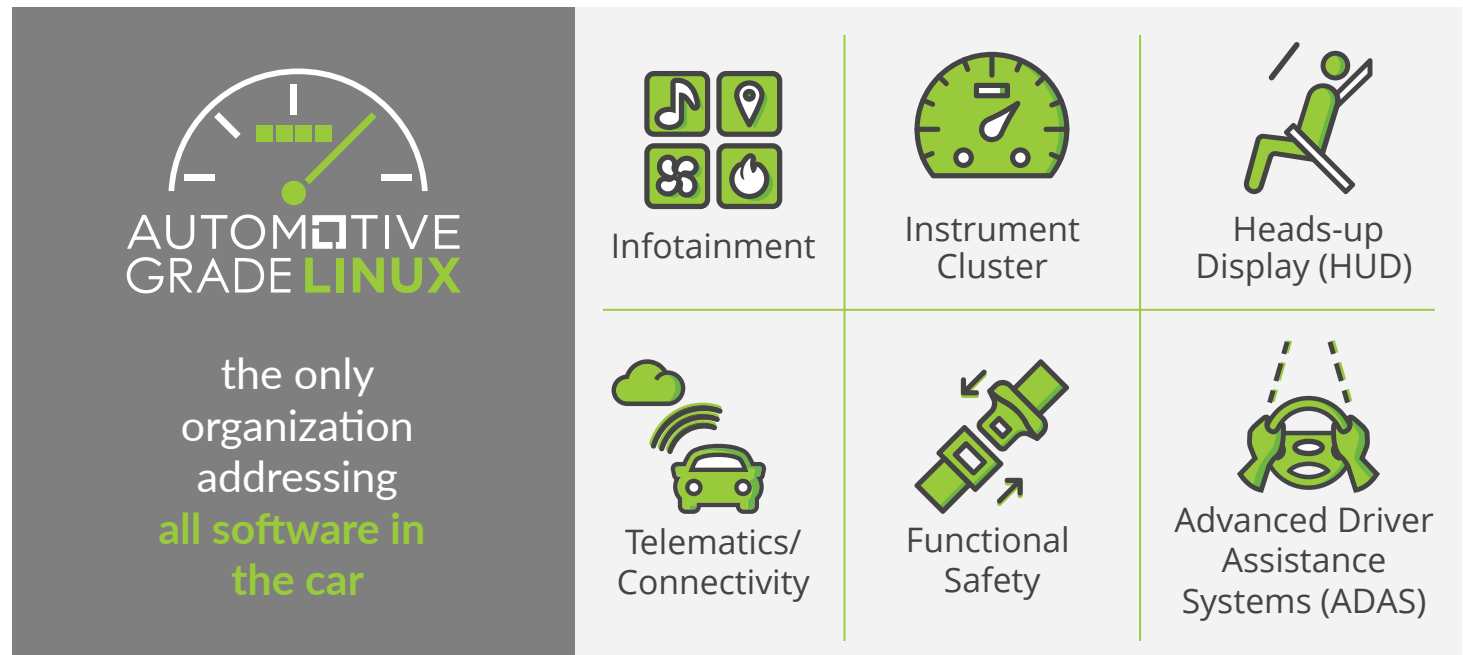 AUTOMOTIVE
GRADE LINUX
the only
organization
addressing
all software in
the car
Infotainment
Instrument
Cluster
Heads-up
Display (HUD)
Telematics/
Connectivity
Functional
Safety
Advanced Driver
Assistance
Systems (ADAS)